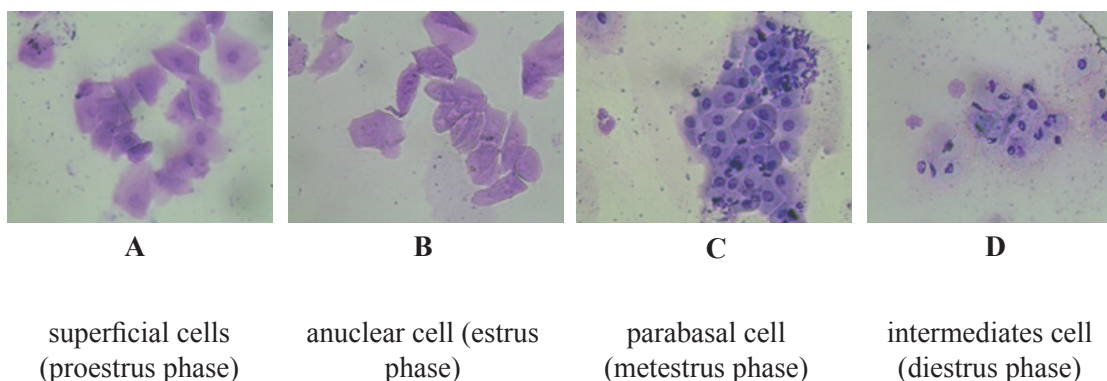 A
B
C
D
superficial cells
(proestrus phase)
anuclear cell (estrus
phase)
parabasal cell
(metestrus phase)
intermediates cell
(diestrus phase)